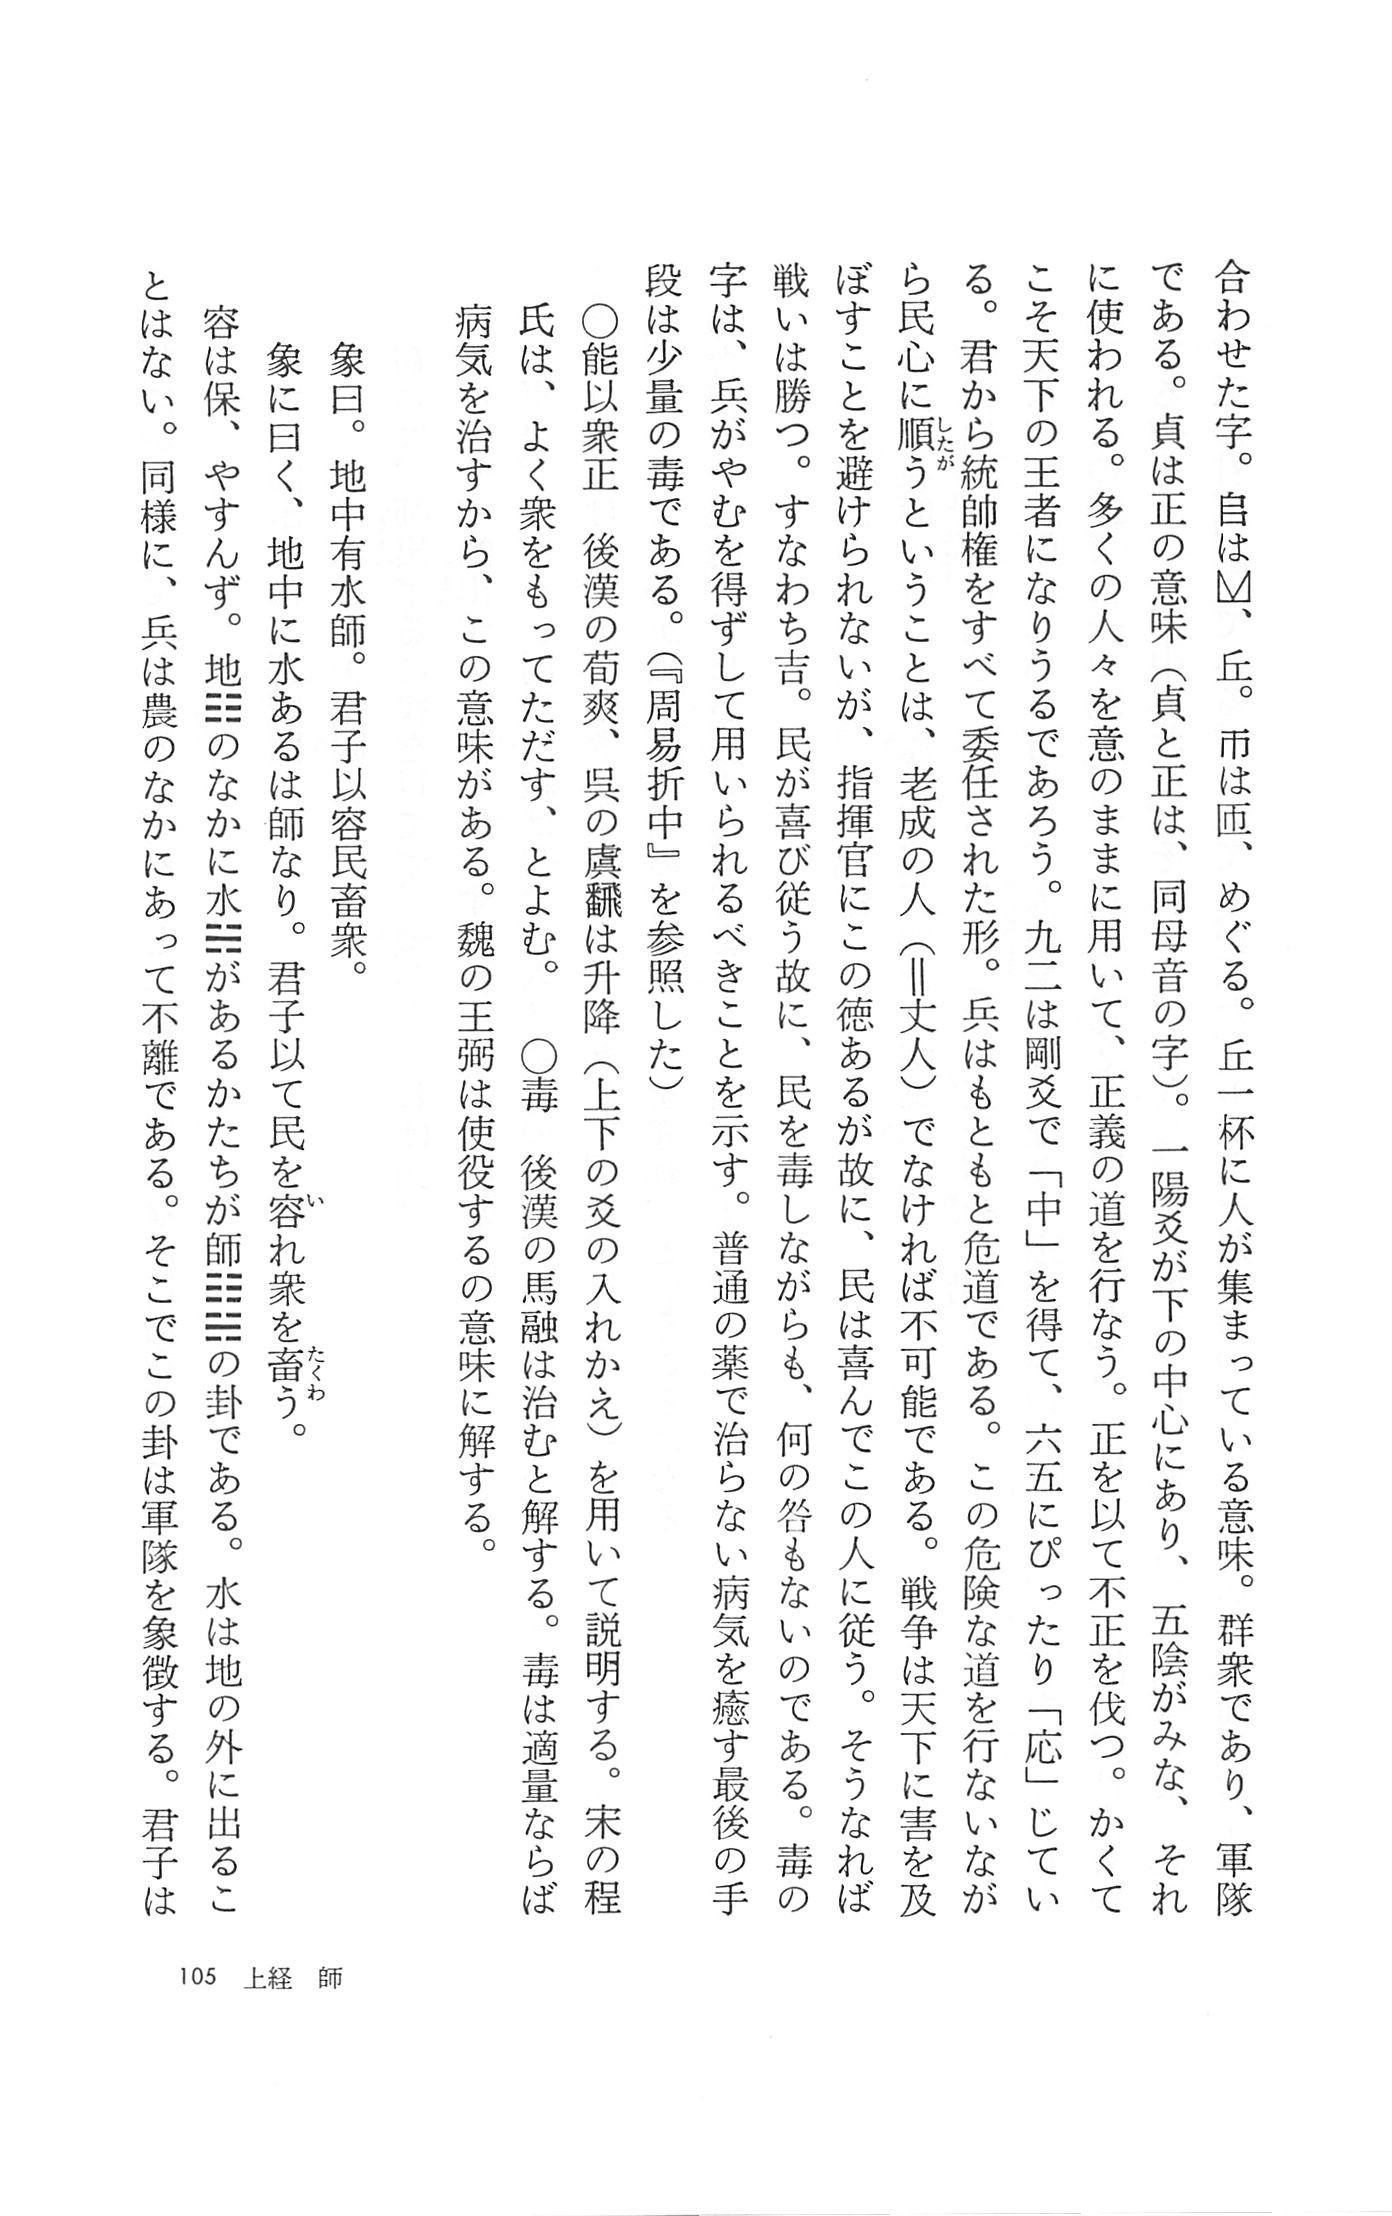 合わせた字。𠂤は㠯、丘。帀は匝、めぐる。丘一杯に人が集まっている意味。群衆であり、軍隊
である。貞は正の意味（貞と正は、同母音の字）。一陽爻が下の中心にあり、五陰がみな、それ
に使われる。多くの人々を意のままに用いて、正義の道を行なう。正を以て不正を伐つ。かくて
こそ天下の王者になりうるであろう。九二は剛爻で「中」を得て、六五にぴったり「応」じてい
る。君から統帥権をすべて委任された形。兵はもともと危道である。この危険な道を行ないなが
ら民心に順うということは、老成の人（＝丈人）でなければ不可能である。戦争は天下に害を及
ぼすことを避けられないが、指揮官にこの徳あるが故に、民は喜んでこの人に従う。そうなれば
戦いは勝つ。すなわち吉。民が喜び従う故に、民を毒しながらも、何の咎もないのである。毒の
字は、兵がやむを得ずして用いられるべきことを示す。普通の薬で治らない病気を癒す最後の手
段は少量の毒である。（『周易折中』を参照した）
〇能以衆正　後漢の荀爽、呉の虞翻は升降（上下の爻の入れかえ）を用いて説明する。宋の程
氏は、よく衆をもってただす、とよむ。　〇毒　後漢の馬融は治むと解する。毒は適量ならば
病気を治すから、この意味がある。魏の王弼は使役するの意味に解する。
象曰。地中有水師。君子以容民畜衆。
象に曰く、地中に水あるは師なり。君子以て民を容れ衆を畜う。
容は保、やすんず。地☷のなかに水☵があるかたちが師☷☵の卦である。水は地の外に出るこ
とはない。同様に、兵は農のなかにあって不離である。そこでこの卦は軍隊を象徴する。君子は
105　上経　師